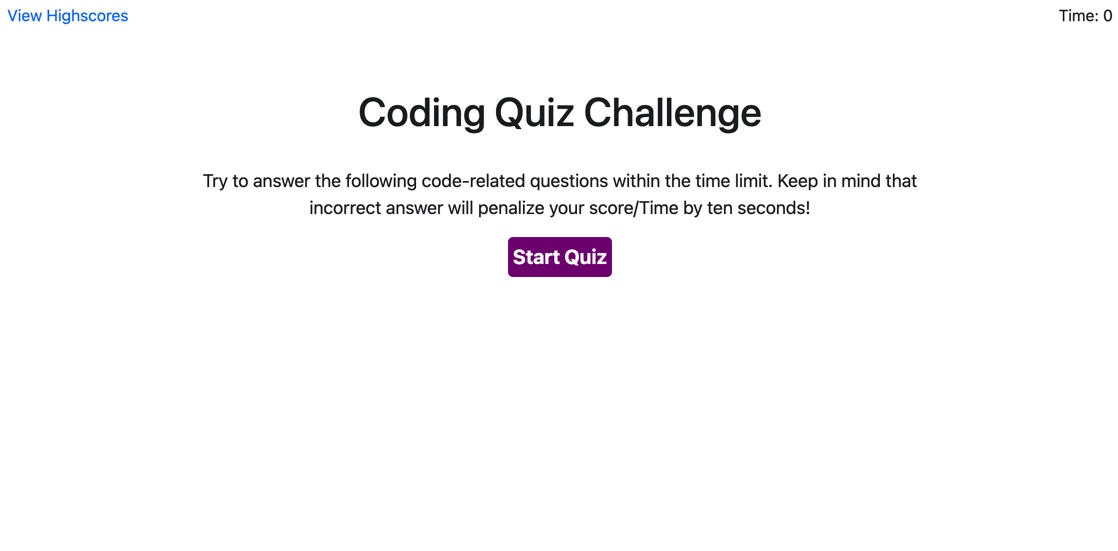 View Highscores
Time: 0
Coding Quiz Challenge
Try to answer the following code-related questions within the time limit. Keep in mind that
incorrect answer will penalize your score/Time by ten seconds!
Start Quiz